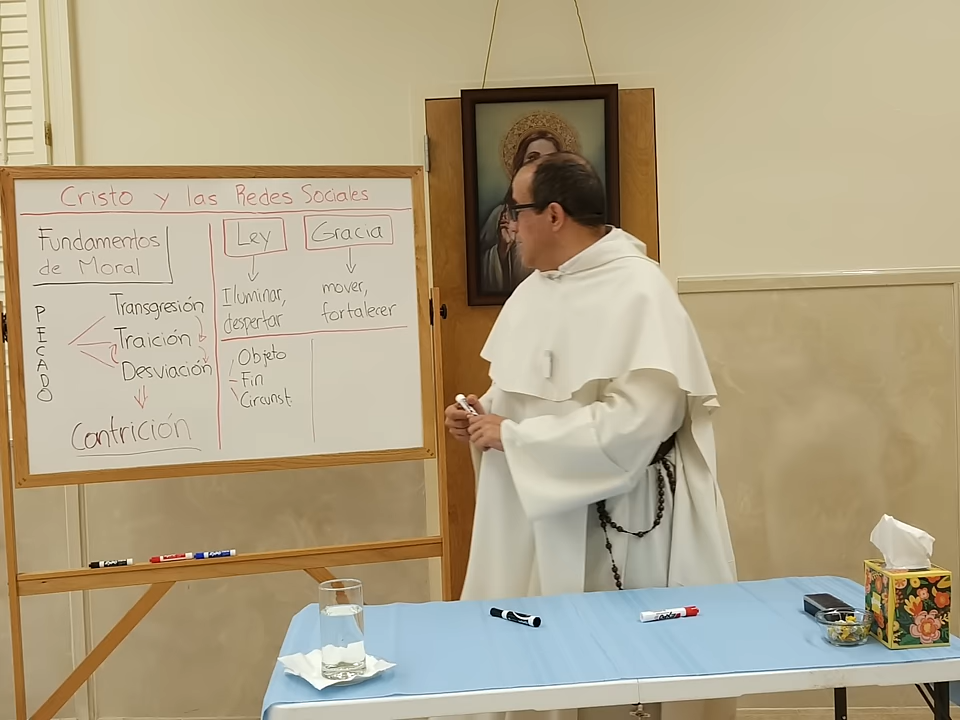 Cristo y las Redes Sociales
Fundamentos
de Moral
PECADO
Transgresión
Traición
Desviación
Contrición
Ley
Iluminar,
despertar
Gracia
mover,
fortalecer
Objeto
Fin
Circunst.